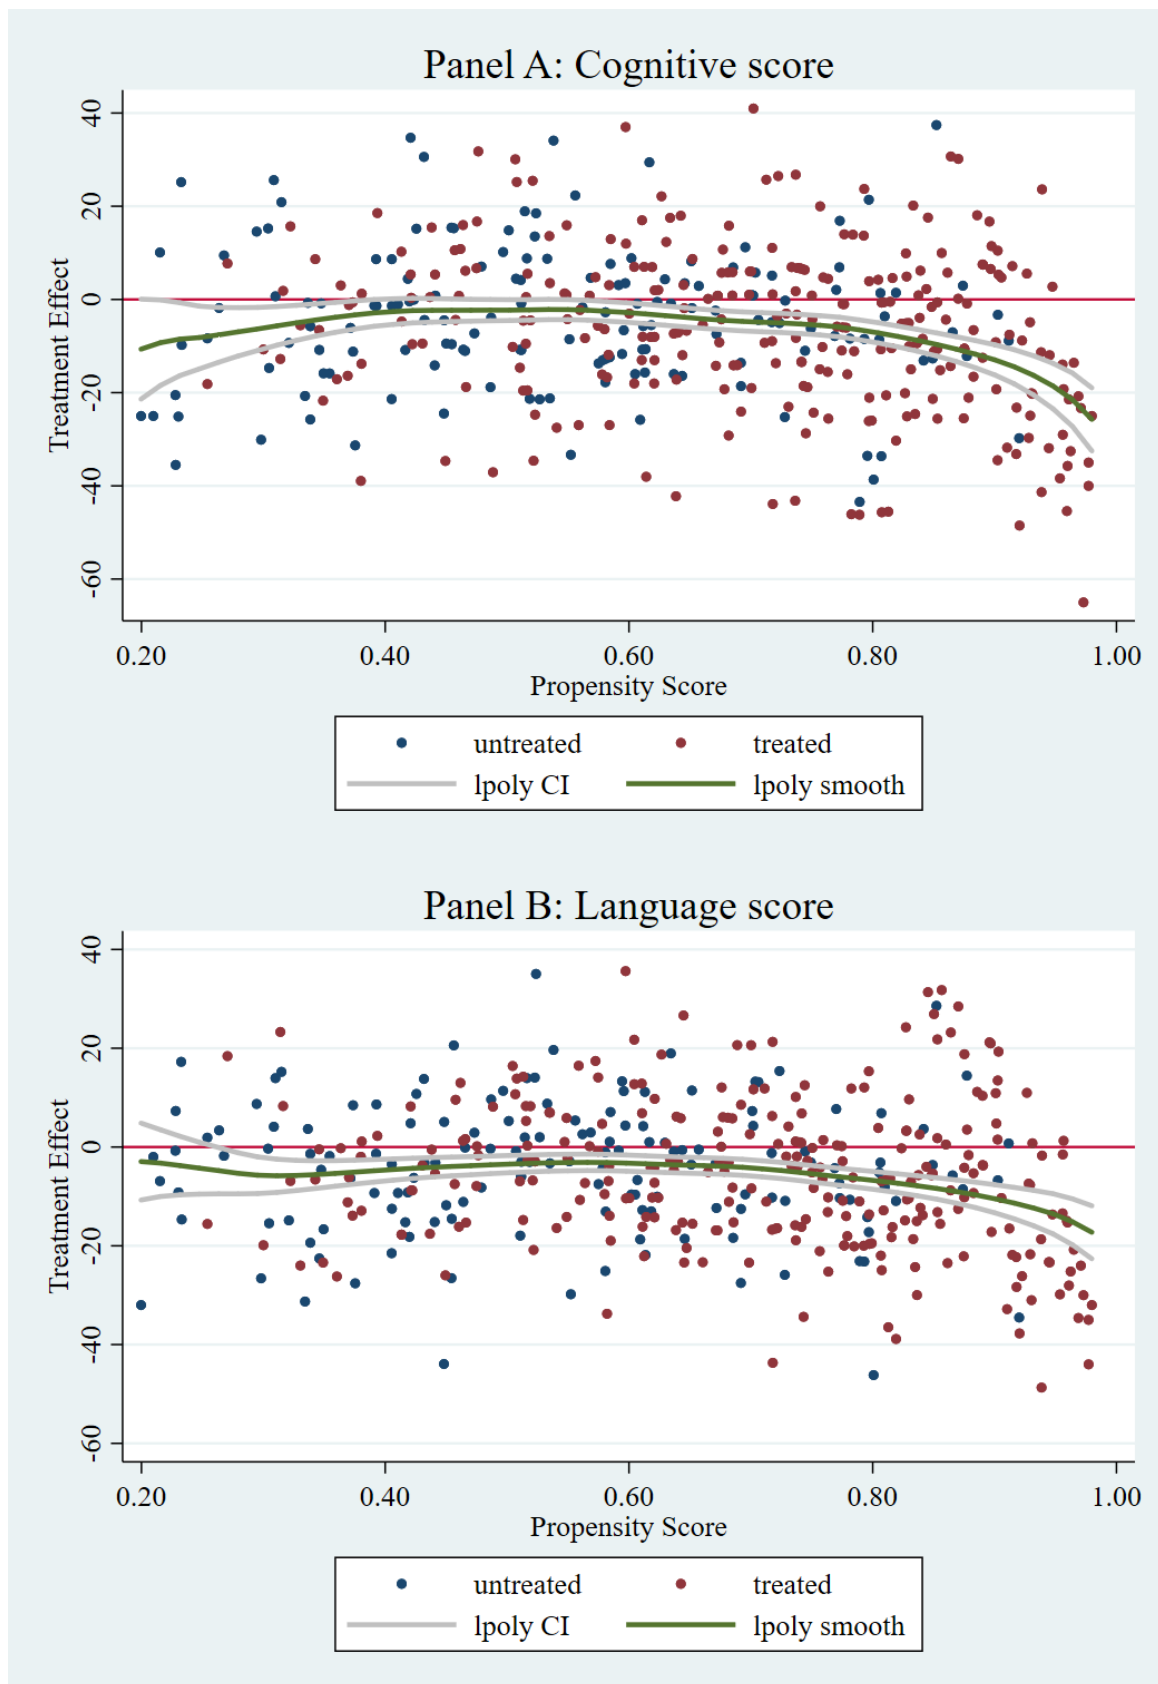 Panel A: Cognitive score
Treatment Effect
40
20
0
-20
-40
-60
0.20 0.40 0.60 0.80 1.00
Propensity Score
untreated treated
lpoly CI lpoly smooth
Panel B: Language score
Treatment Effect
40
20
0
-20
-40
-60
0.20 0.40 0.60 0.80 1.00
Propensity Score
untreated treated
lpoly CI lpoly smooth